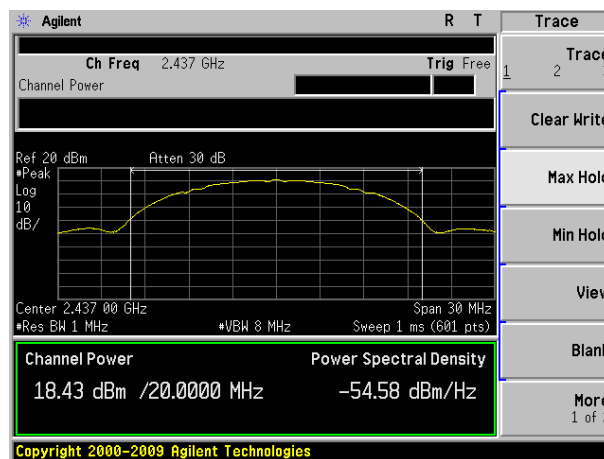 Agilent R T Trace
Ch Freq 2.437 GHz Trig Free
Channel Power
Trace
1 2
Clear Write
Ref 20 dBm Atten 30 dB
#Peak
Log
10
dB/
Max Hold
Min Hold
View
Center 2.437 00 GHz Span 30 MHz
#Res BW 1 MHz #VBW 8 MHz Sweep 1 ms (601 pts)
Channel Power Power Spectral Density
18.43 dBm /20.0000 MHz -54.58 dBm/Hz
Blank
More
1 of
Copyright 2000-2009 Agilent Technologies